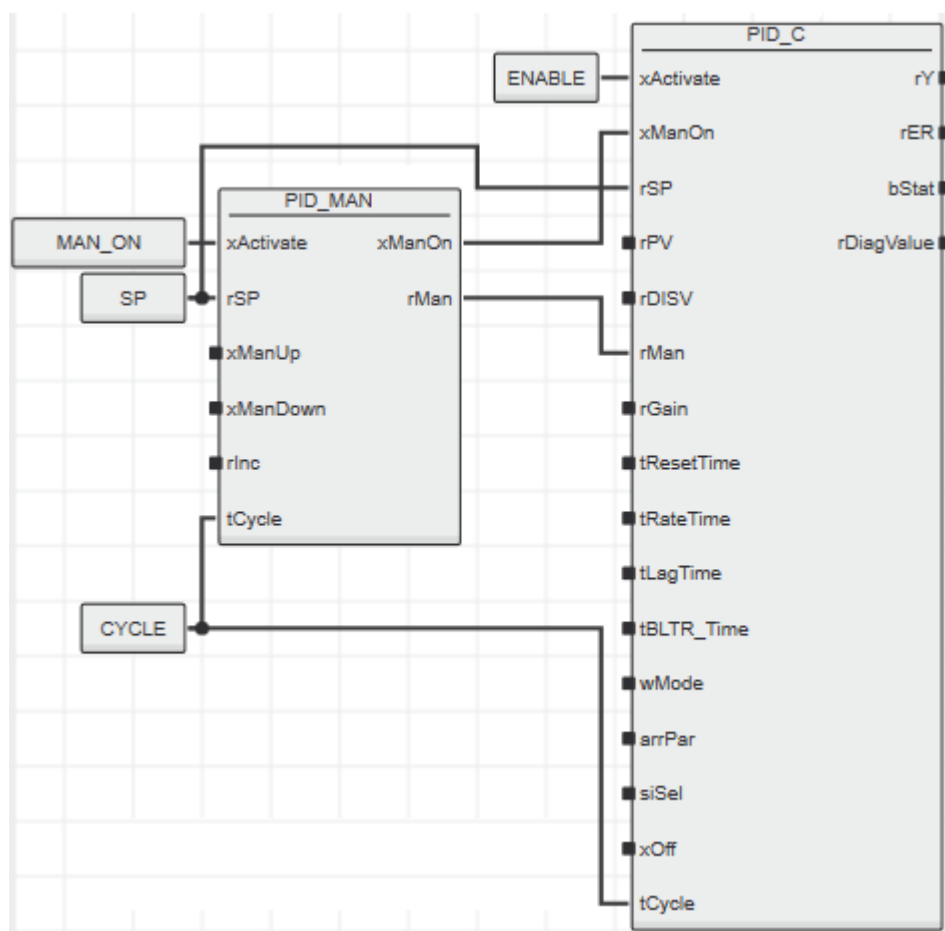 PID_C
ENABLE
xActivate
rY
xManOn
rER
rSP
bStat
PID_MAN
MAN_ON
xActivate
xManOn
rPV
rDiagValue
SP
rSP
rMan
rDISV
xManUp
rMan
xManDown
rGain
rInc
tResetTime
tCycle
tRateTime
tLagTime
CYCLE
tBLTR_Time
wMode
arrPar
siSel
xOff
tCycle